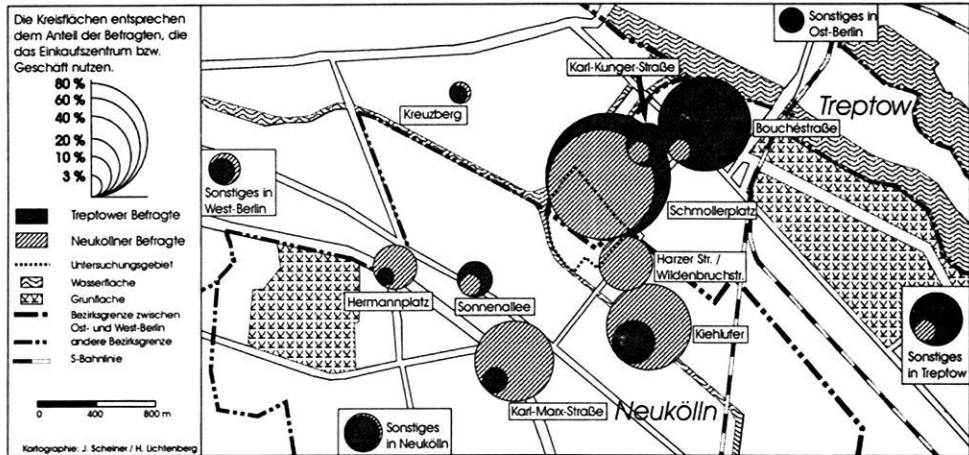 Die Kreisflächen entsprechen
dem Anteil der Befragten, die
das Einkaufszentrum bzw.
Geschäft nutzen.
80 %
60 %
40 %
20 %
10 %
3 %
Treptower Befragte
Neuköllner Befragte
Untersuchungsgebiet
Wasserfläche
Grünfläche
Bezirksgrenze zwischen
Ost- und West-Berlin
andere Bezirksgrenze
S-Bahnlinie
0 400 800 m
Kartographie: J. Scheiner / H. Lichtenberg
Sonstiges in
Ost-Berlin
Karl-Kunger-Straße
Kreuzberg
Treptow
Bouchéstraße
Sonstiges in
West-Berlin
Schmollerplatz
Harzer Str. /
Wildenbruchstr.
Hermannplatz
Sonnenallee
Kiehlufer
Sonstiges
in Treptow
Karl-Marx-Straße
Neukölln
Sonstiges
in Neukölln